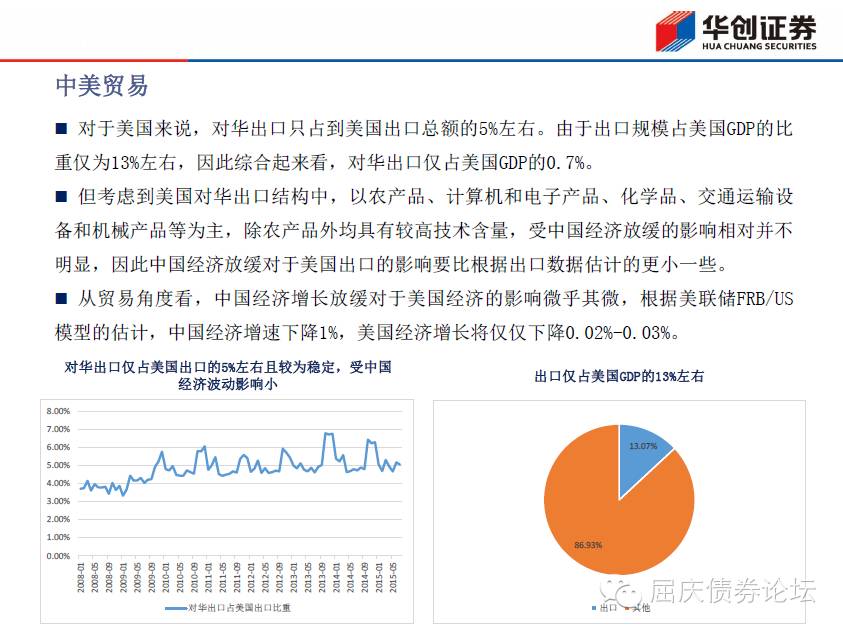 华创证券
HUA CHUANG SECURITIES
中美贸易
■ 对于美国来说，对华出口只占到美国出口总额的5%左右。由于出口规模占美国GDP的比
重仅为13%左右，因此综合起来看，对华出口仅占美国GDP的0.7%。
■ 但考虑到美国对华出口结构中，以农产品、计算机和电子产品、化学品、交通运输设
备和机械产品等为主，除农产品外均具有较高技术含量，受中国经济放缓的影响相对并不
明显，因此中国经济放缓对于美国出口的影响要比根据出口数据估计的更小一些。
■ 从贸易角度看，中国经济增长放缓对于美国经济的影响微乎其微，根据美联储FRB/US
模型的估计，中国经济增速下降1%，美国经济增长将仅仅下降0.02%-0.03%。
对华出口仅占美国出口的5%左右且较为稳定，受中国
经济波动影响小
8.00%
7.00%
6.00%
5.00%
4.00%
3.00%
2.00%
1.00%
0.00%
2008-01
2008-05
2008-09
2009-01
2009-05
2009-09
2010-01
2010-05
2010-09
2011-01
2011-05
2011-09
2012-01
2012-05
2012-09
2013-01
2013-05
2013-09
2014-01
2014-05
2014-09
2015-01
2015-05
对华出口占美国出口比重
出口仅占美国GDP的13%左右
13.07%
86.93%
出口
其他
屈庆债券论坛